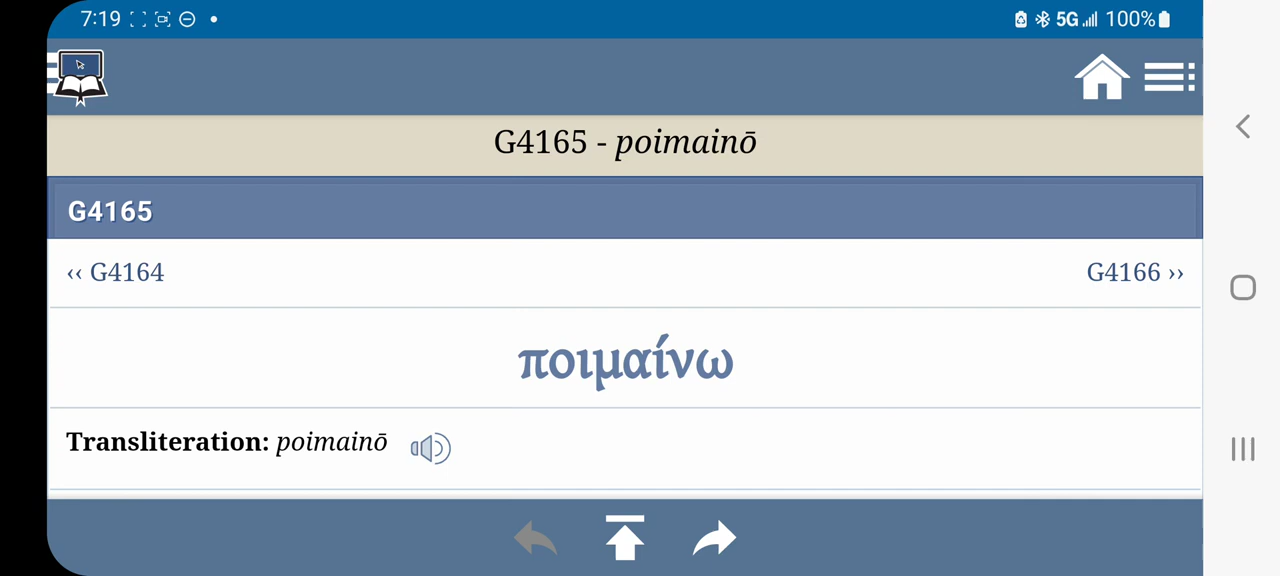 7:19 5G 100%
G4165 - poimainō
G4165
‹‹ G4164 G4166 ››
ποιμαίνω
Transliteration: poimainō